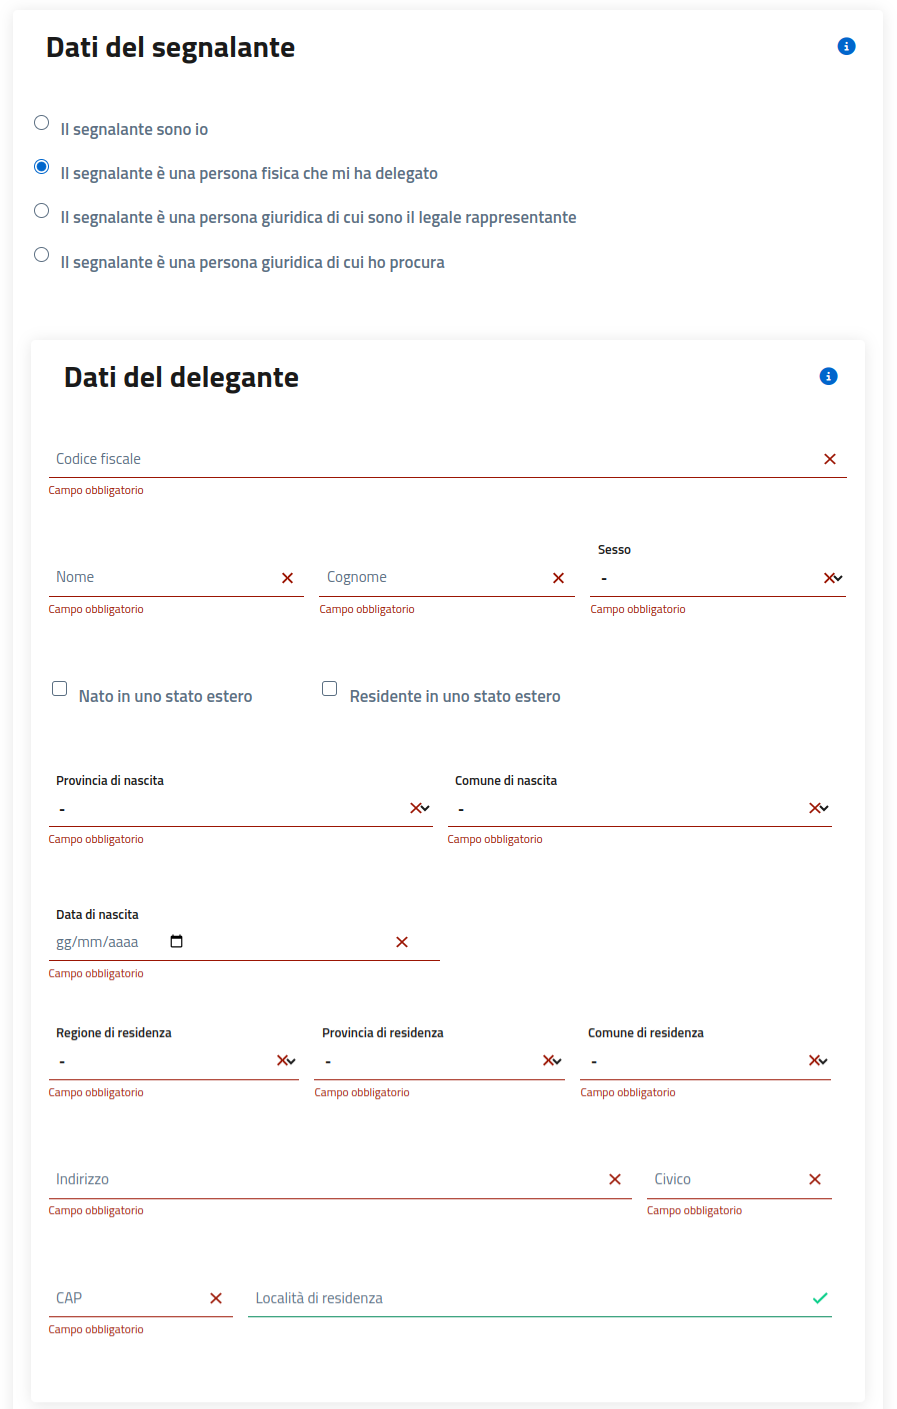 Dati del segnalante
Il segnalante sono io
Il segnalante è una persona fisica che mi ha delegato
Il segnalante è una persona giuridica di cui sono il legale rappresentante
Il segnalante è una persona giuridica di cui ho procura
Dati del delegante
Codice fiscale
Campo obbligatorio
Sesso
Nome Cognome -
Campo obbligatorio Campo obbligatorio Campo obbligatorio
Nato in uno stato estero Residente in uno stato estero
Provincia di nascita Comune di nascita
- -
Campo obbligatorio Campo obbligatorio
Data di nascita
gg/mm/aaaa
Campo obbligatorio
Regione di residenza Provincia di residenza Comune di residenza
- - -
Campo obbligatorio Campo obbligatorio Campo obbligatorio
Indirizzo Civico
Campo obbligatorio Campo obbligatorio
CAP Località di residenza
Campo obbligatorio